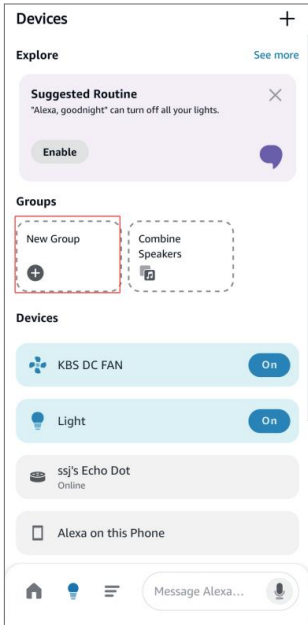 Devices
Explore
See more
Suggested Routine
"Alexa, goodnight" can turn off all your lights.
Enable
Groups
New Group
Combine
Speakers
Devices
KBS DC FAN
On
Light
On
ssj's Echo Dot
Online
Alexa on this Phone
Message Alexa...